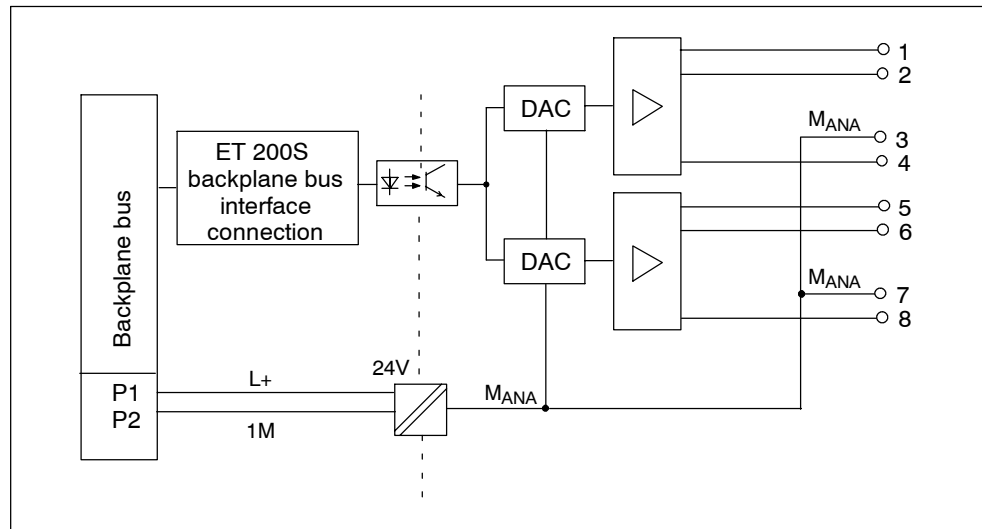 Backplane bus
P1
P2
ET 200S
backplane bus
interface
connection
L+
1M
24V
DAC
DAC
MANA
1
2
MANA
3
4
5
6
MANA
7
8